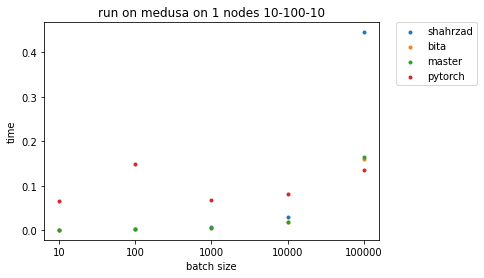 run on medusa on 1 nodes 10-100-10
shahrzad
bita
master
pytorch
0.4
0.3
0.2
0.1
0.0
time
10
100
1000
10000
100000
batch size